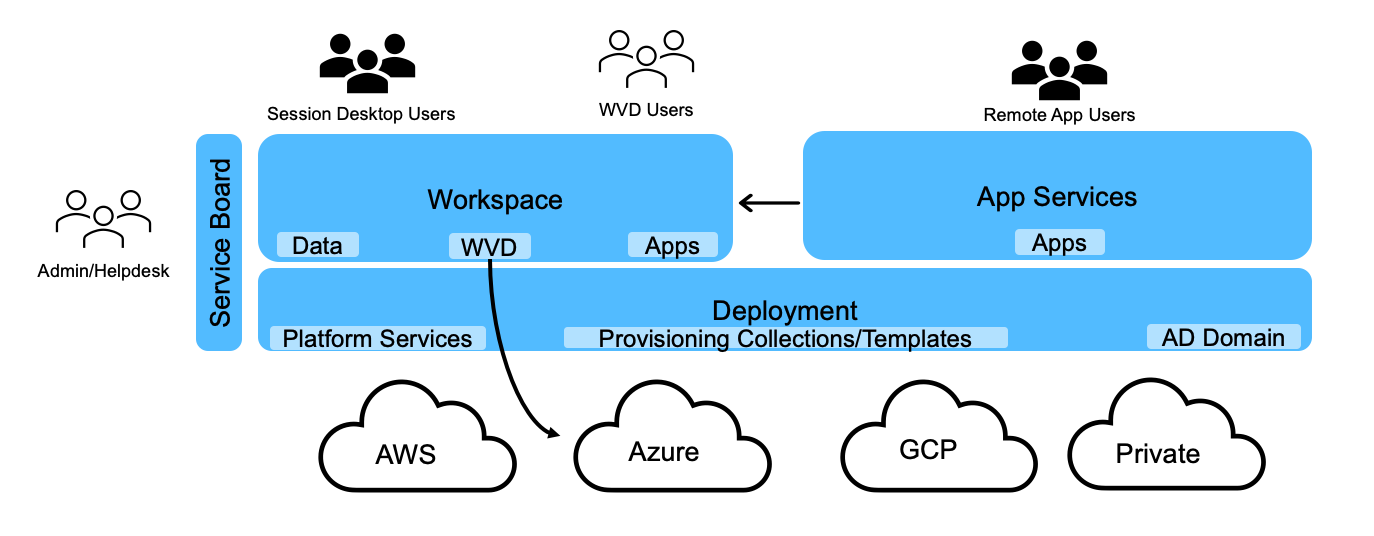 Session Desktop Users
WVD Users
Remote App Users
Admin/Helpdesk
Service Board
Workspace
Data
WVD
Apps
App Services
Apps
Deployment
Platform Services
Provisioning Collections/Templates
AD Domain
AWS
Azure
GCP
Private